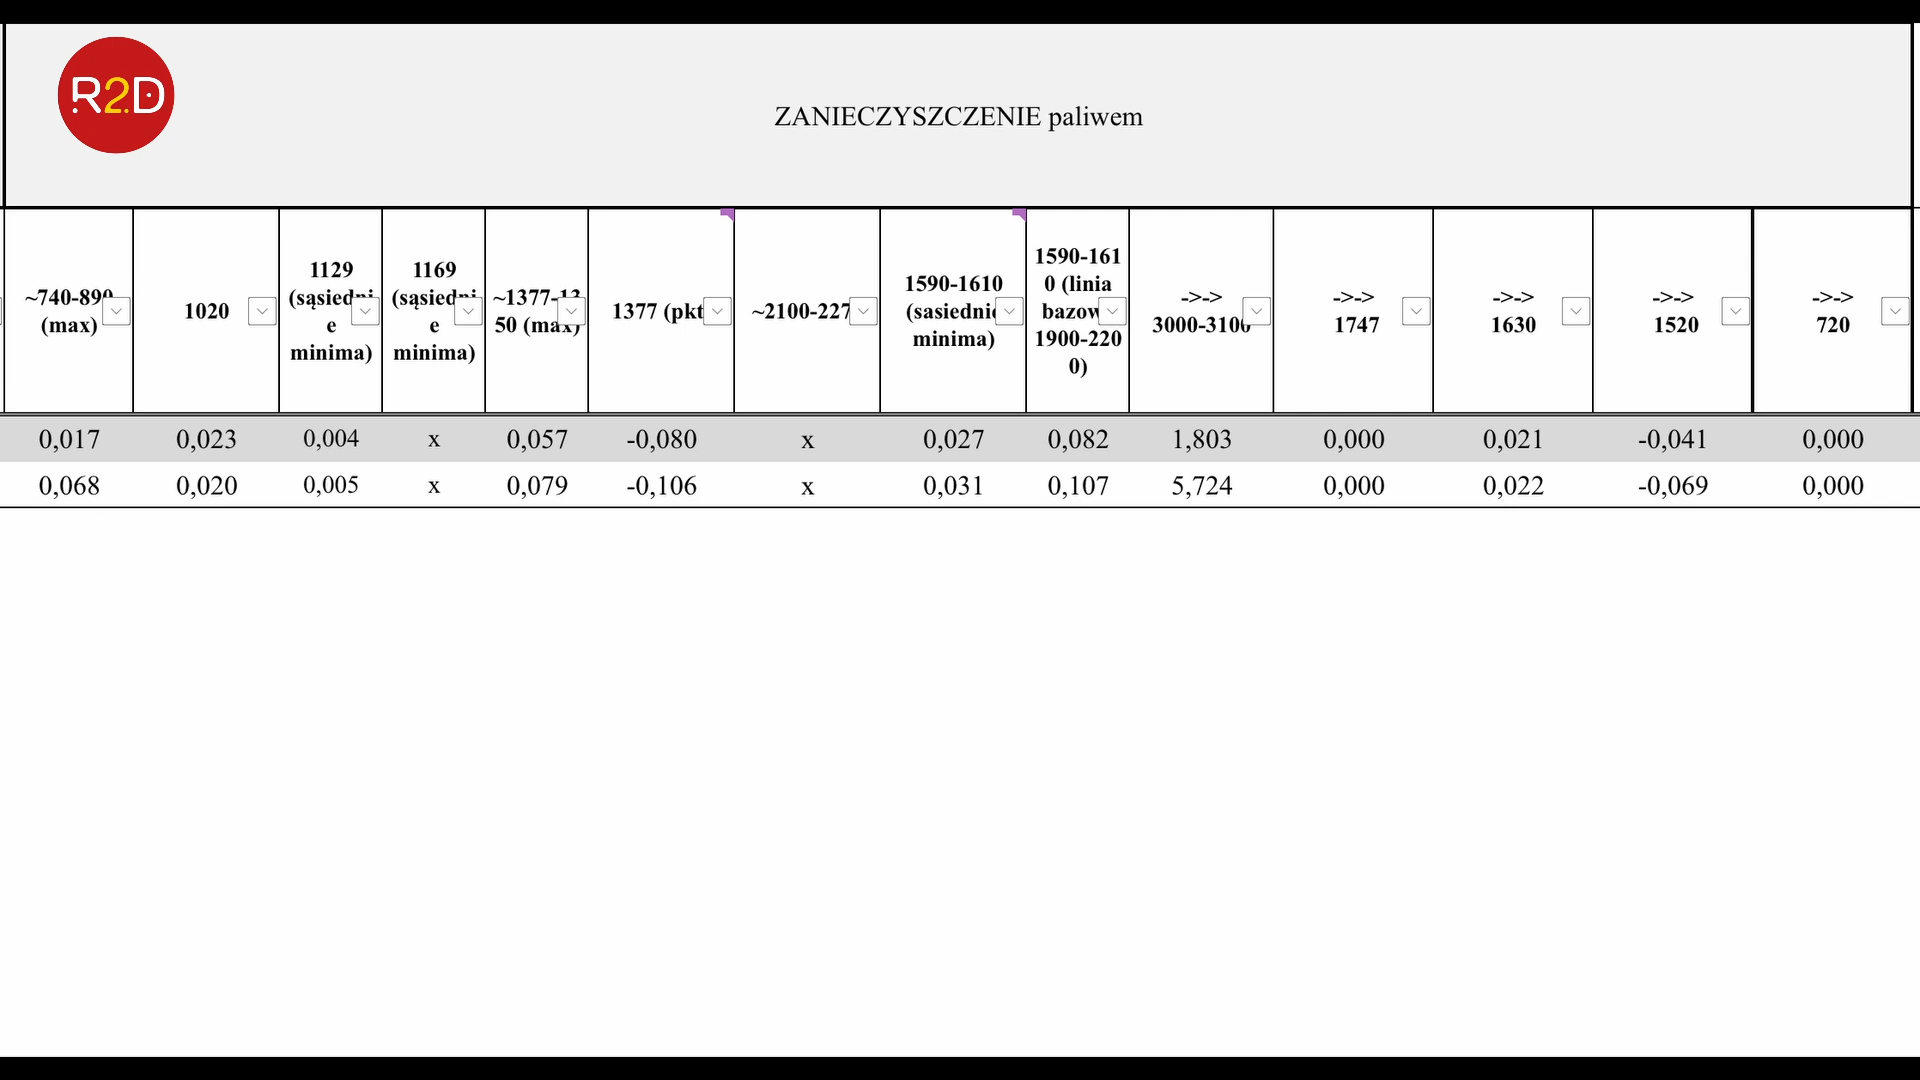 R2D
ZANIECZYSZCZENIE paliwem
~740-890
(max)
1020
1129
(sąsiedni
e
minima)
1169
(sąsiedni
e
minima)
~1377-13
50 (max)
1377 (pkt
~2100-227
1590-1610
(sasiednie
minima)
1590-161
0 (linia
bazow
1900-220
0)
->->
3000-3100
->->
1747
->->
1630
->->
1520
->->
720
0,017 0,023 0,004 x 0,057 -0,080 x 0,027 0,082 1,803 0,000 0,021 -0,041 0,000
0,068 0,020 0,005 x 0,079 -0,106 x 0,031 0,107 5,724 0,000 0,022 -0,069 0,000